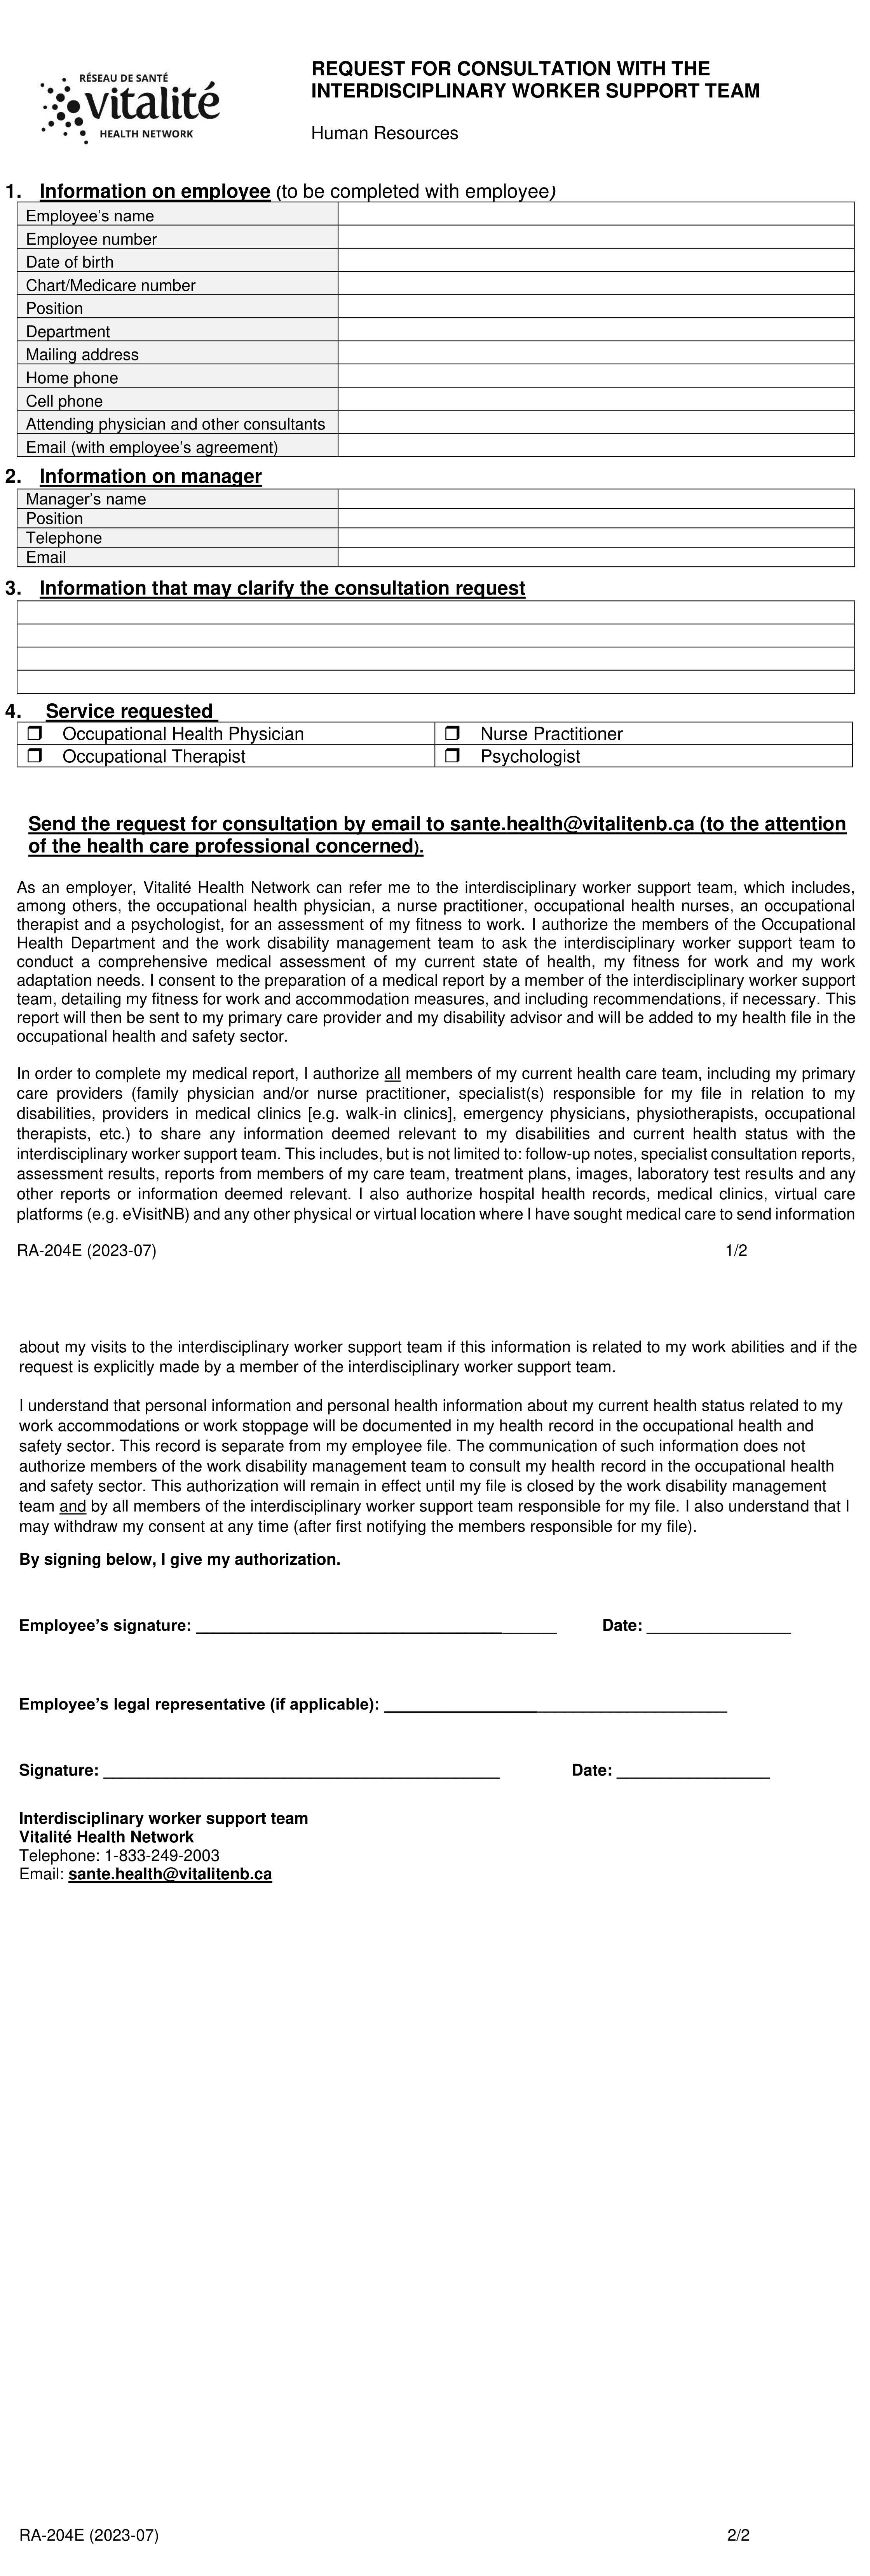 RÉSEAU DE SANTÉ
vitalité
HEALTH NETWORK
REQUEST FOR CONSULTATION WITH THE
INTERDISCIPLINARY WORKER SUPPORT TEAM
Human Resources
1. Information on employee (to be completed with employee)
Employee's name
Employee number
Date of birth
Chart/Medicare number
Position
Department
Mailing address
Home phone
Cell phone
Attending physician and other consultants
Email (with employee's agreement)
2. Information on manager
Manager's name
Position
Telephone
Email
3. Information that may clarify the consultation request
4. Service requested
❒ Occupational Health Physician ❒ Nurse Practitioner
❒ Occupational Therapist ❒ Psychologist
Send the request for consultation by email to sante.health@vitalitenb.ca (to the attention
of the health care professional concerned).
As an employer, Vitalité Health Network can refer me to the interdisciplinary worker support team, which includes,
among others, the occupational health physician, a nurse practitioner, occupational health nurses, an occupational
therapist and a psychologist, for an assessment of my fitness to work. I authorize the members of the Occupational
Health Department and the work disability management team to ask the interdisciplinary worker support team to
conduct a comprehensive medical assessment of my current state of health, my fitness for work and my work
adaptation needs. I consent to the preparation of a medical report by a member of the interdisciplinary worker support
team, detailing my fitness for work and accommodation measures, and including recommendations, if necessary. This
report will then be sent to my primary care provider and my disability advisor and will be added to my health file in the
occupational health and safety sector.
In order to complete my medical report, I authorize all members of my current health care team, including my primary
care providers (family physician and/or nurse practitioner, specialist(s) responsible for my file in relation to my
disabilities, providers in medical clinics [e.g. walk-in clinics], emergency physicians, physiotherapists, occupational
therapists, etc.) to share any information deemed relevant to my disabilities and current health status with the
interdisciplinary worker support team. This includes, but is not limited to: follow-up notes, specialist consultation reports,
assessment results, reports from members of my care team, treatment plans, images, laboratory test results and any
other reports or information deemed relevant. I also authorize hospital health records, medical clinics, virtual care
platforms (e.g. eVisitNB) and any other physical or virtual location where I have sought medical care to send information
RA-204E (2023-07) 1/2
about my visits to the interdisciplinary worker support team if this information is related to my work abilities and if the
request is explicitly made by a member of the interdisciplinary worker support team.
I understand that personal information and personal health information about my current health status related to my
work accommodations or work stoppage will be documented in my health record in the occupational health and
safety sector. This record is separate from my employee file. The communication of such information does not
authorize members of the work disability management team to consult my health record in the occupational health
and safety sector. This authorization will remain in effect until my file is closed by the work disability management
team and by all members of the interdisciplinary worker support team responsible for my file. I also understand that I
may withdraw my consent at any time (after first notifying the members responsible for my file).
By signing below, I give my authorization.
Employee's signature: ____________________ Date: __________
Employee's legal representative (if applicable): ____________________
Signature: ____________________ Date: __________
Interdisciplinary worker support team
Vitalité Health Network
Telephone: 1-833-249-2003
Email: sante.health@vitalitenb.ca
RA-204E (2023-07) 2/2